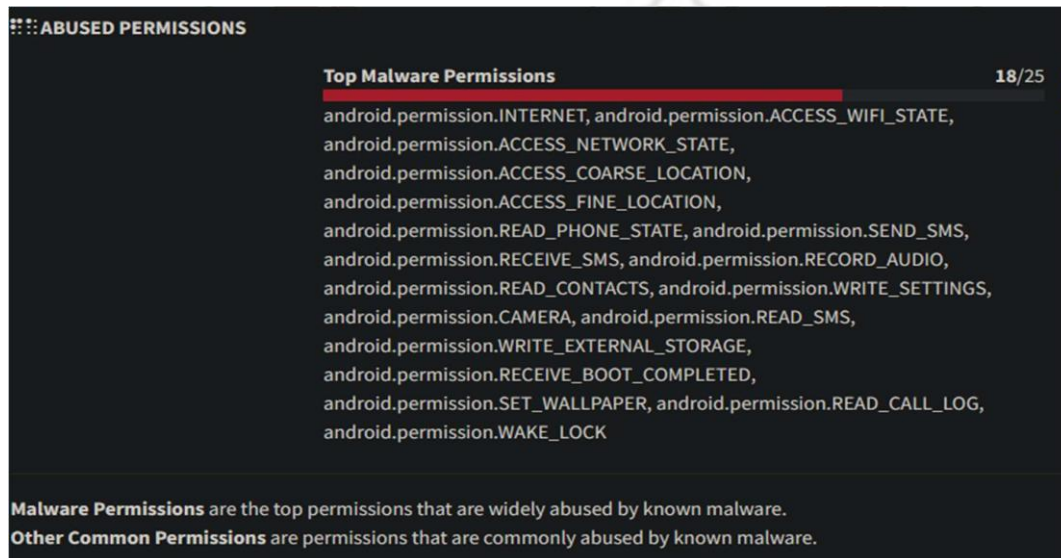 ABUSED PERMISSIONS
Top Malware Permissions 18/25
android.permission.INTERNET, android.permission.ACCESS_WIFI_STATE,
android.permission.ACCESS_NETWORK_STATE,
android.permission.ACCESS_COARSE_LOCATION,
android.permission.ACCESS_FINE_LOCATION,
android.permission.READ_PHONE_STATE, android.permission.SEND_SMS,
android.permission.RECEIVE_SMS, android.permission.RECORD_AUDIO,
android.permission.READ_CONTACTS, android.permission.WRITE_SETTINGS,
android.permission.CAMERA, android.permission.READ_SMS,
android.permission.WRITE_EXTERNAL_STORAGE,
android.permission.RECEIVE_BOOT_COMPLETED,
android.permission.SET_WALLPAPER, android.permission.READ_CALL_LOG,
android.permission.WAKE_LOCK
Malware Permissions are the top permissions that are widely abused by known malware.
Other Common Permissions are permissions that are commonly abused by known malware.